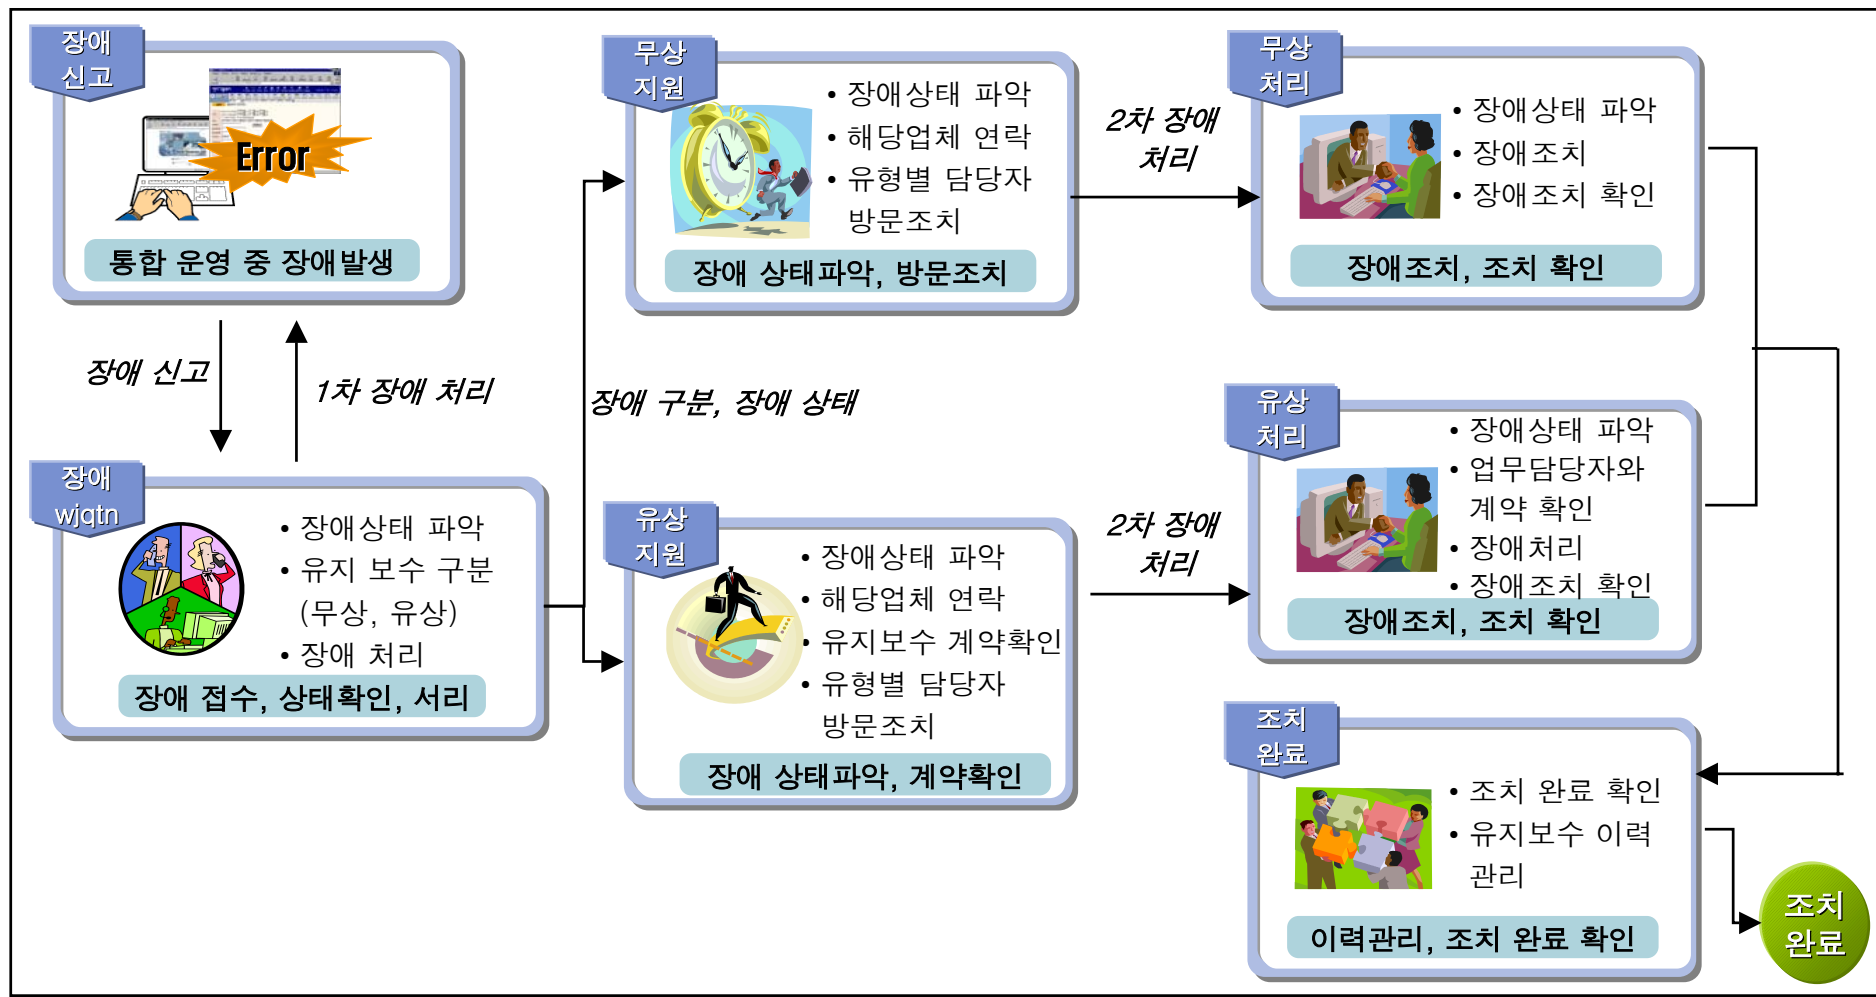 장애
신고
Error
통합 운영 중 장애발생
장애 신고
1차 장애 처리
장애
wjqtn
• 장애상태 파악
• 유지 보수 구분
(무상, 유상)
• 장애 처리
장애 접수, 상태확인, 서리
장애 구분, 장애 상태
무상
지원
• 장애상태 파악
• 해당업체 연락
• 유형별 담당자
방문조치
장애 상태파악, 방문조치
유상
지원
• 장애상태 파악
• 해당업체 연락
• 유지보수 계약확인
• 유형별 담당자
방문조치
장애 상태파악, 계약확인
2차 장애
처리
2차 장애
처리
무상
처리
• 장애상태 파악
• 장애조치
• 장애조치 확인
장애조치, 조치 확인
유상
처리
• 장애상태 파악
• 업무담당자와
계약 확인
• 장애처리
• 장애조치 확인
장애조치, 조치 확인
조치
완료
• 조치 완료 확인
• 유지보수 이력
관리
이력관리, 조치 완료 확인
조치
완료